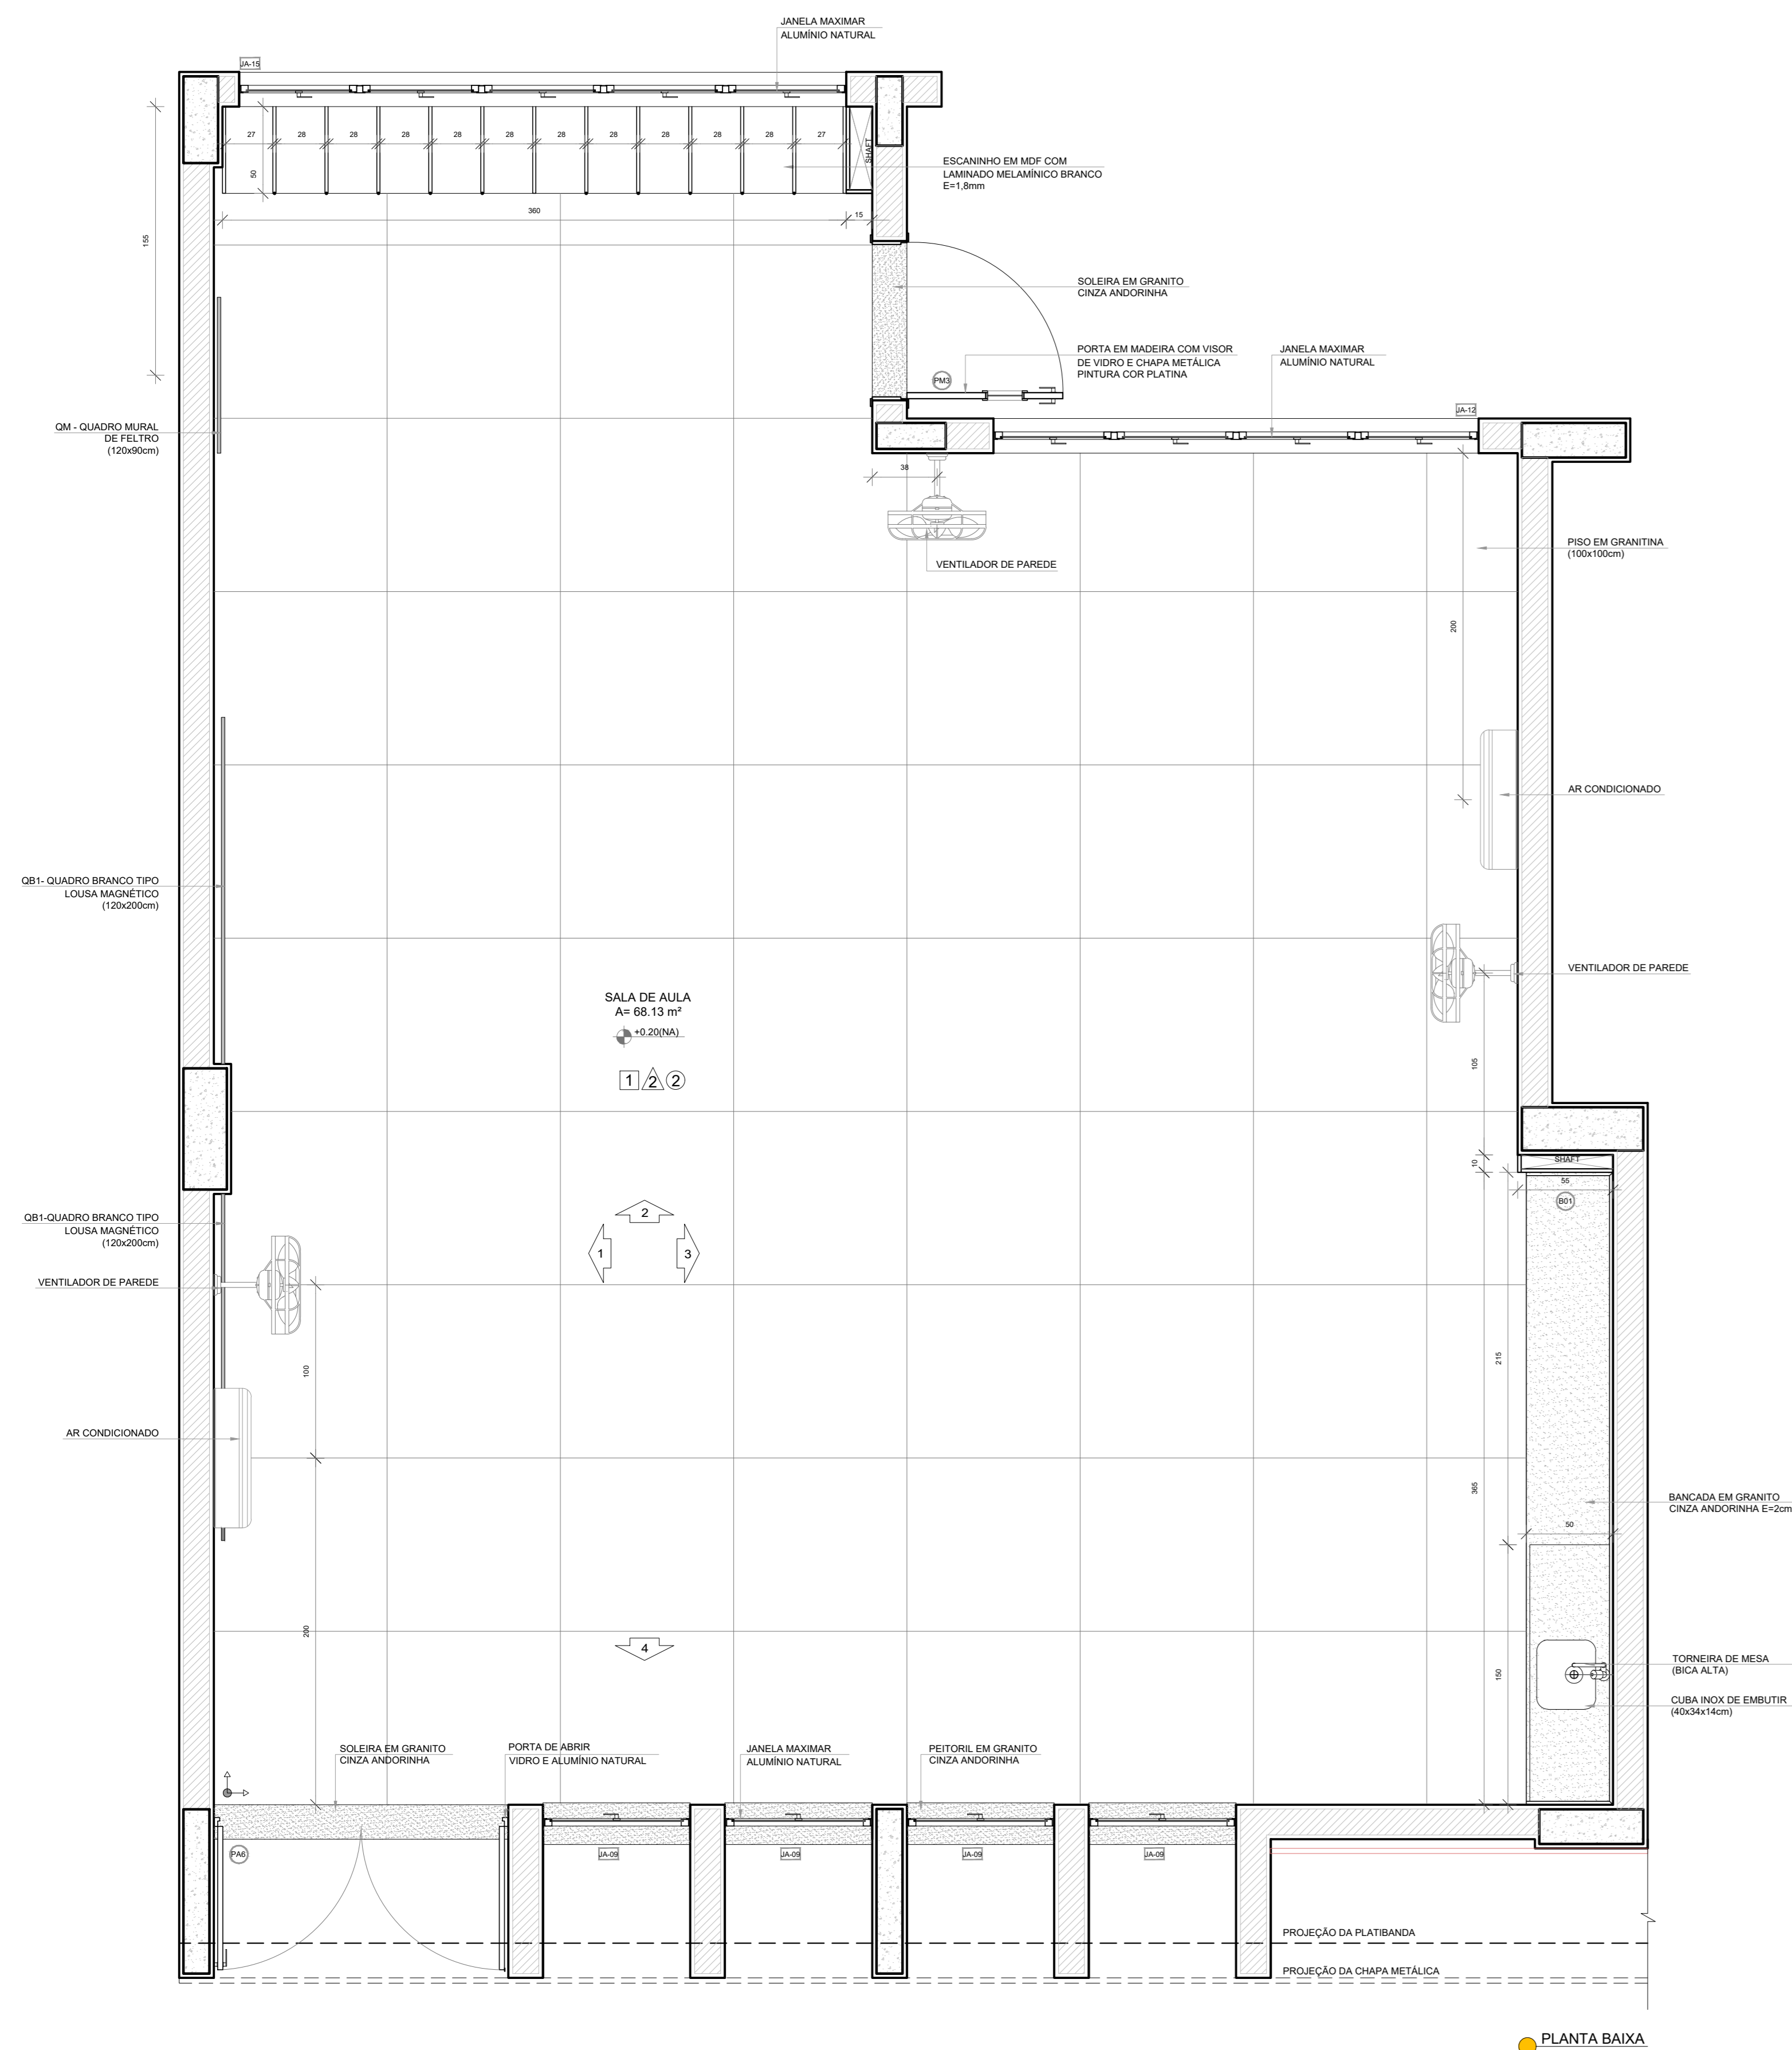 JANELA MAXIMAR
ALUMÍNIO NATURAL
JA-15
27
28
28
28
28
28
28
28
28
28
28
27
SHAFT
50
155
ESCANINHO EM MDF COM
LAMINADO MELAMÍNICO BRANCO
E=1,8mm
360
15
SOLEIRA EM GRANITO
CINZA ANDORINHA
PORTA EM MADEIRA COM VISOR
DE VIDRO E CHAPA METÁLICA
PINTURA COR PLATINA
PM3
JANELA MAXIMAR
ALUMÍNIO NATURAL
JA-12
QM - QUADRO MURAL
DE FELTRO
(120x90cm)
38
VENTILADOR DE PAREDE
PISO EM GRANITINA
(100x100cm)
200
AR CONDICIONADO
QB1- QUADRO BRANCO TIPO
LOUSA MAGNÉTICO
(120x200cm)
VENTILADOR DE PAREDE
SALA DE AULA
A= 68.13 m²
+0.20(NA)
1 2 2
105
10
SHAFT
55
B01
QB1-QUADRO BRANCO TIPO
LOUSA MAGNÉTICO
(120x200cm)
2
1
3
VENTILADOR DE PAREDE
100
215
AR CONDICIONADO
365
BANCADA EM GRANITO
CINZA ANDORINHA E=2cm
50
200
4
150
TORNEIRA DE MESA
(BICA ALTA)
CUBA INOX DE EMBUTIR
(40x34x14cm)
SOLEIRA EM GRANITO
CINZA ANDORINHA
PORTA DE ABRIR
VIDRO E ALUMÍNIO NATURAL
JANELA MAXIMAR
ALUMÍNIO NATURAL
PEITORIL EM GRANITO
CINZA ANDORINHA
PA6
JA-09
JA-09
JA-09
JA-09
PROJEÇÃO DA PLATIBANDA
PROJEÇÃO DA CHAPA METÁLICA
PLANTA BAIXA